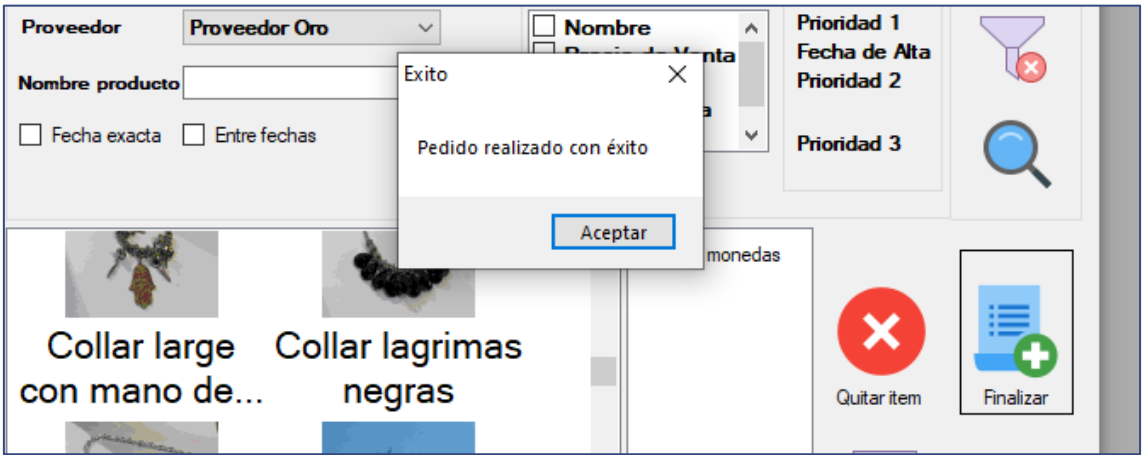 Proveedor
Proveedor Oro
Nombre producto
Fecha exacta
Entre fechas
Nombre
Prioridad 1
Fecha de Alta
Prioridad 2
Prioridad 3
Exito
Pedido realizado con éxito
Aceptar
monedas
Collar large
con mano de...
Collar lagrimas
negras
Quitar item
Finalizar